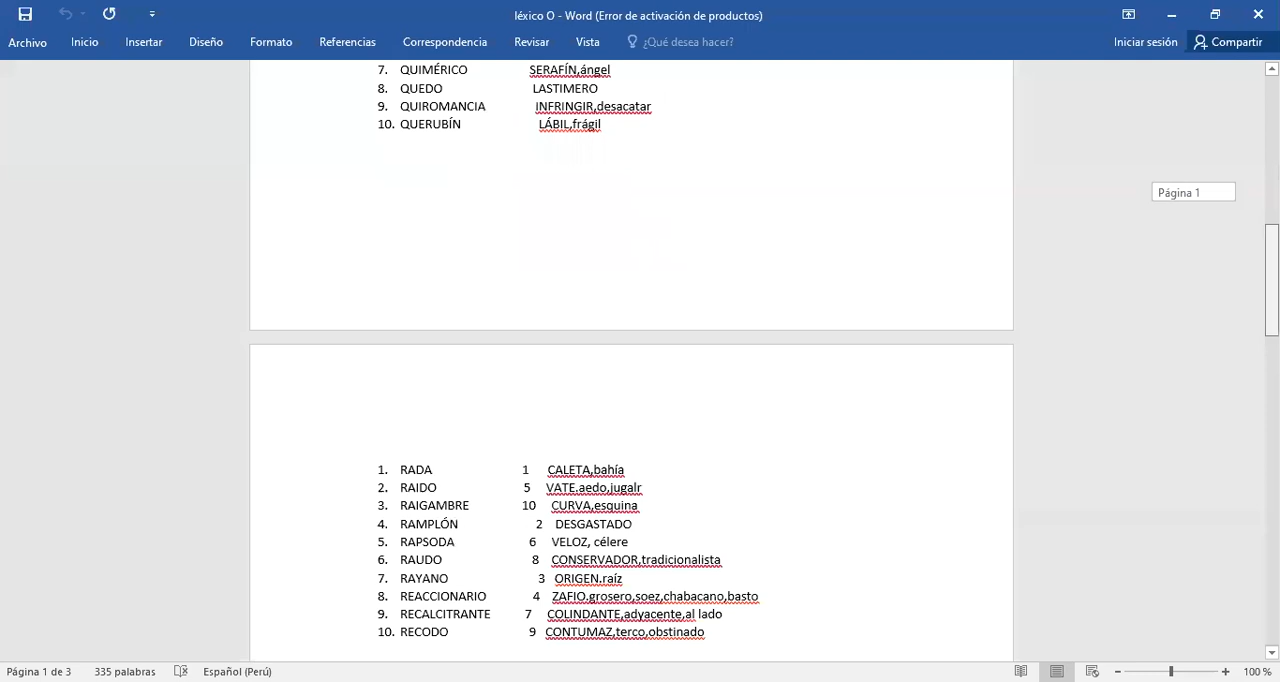 léxico O - Word (Error de activación de productos)
Archivo Inicio Insertar Diseño Formato Referencias Correspondencia Revisar Vista ¿Qué desea hacer? Iniciar sesión Compartir
7. QUIMÉRICO SERAFÍN,ángel
8. QUEDO LASTIMERO
9. QUIROMANCIA INFRINGIR,desacatar
10. QUERUBÍN LÁBIL,frágil
Página 1
1. RADA 1 CALETA,bahía
2. RAIDO 5 VATE.aedo,jugalr
3. RAIGAMBRE 10 CURVA,esquina
4. RAMPLÓN 2 DESGASTADO
5. RAPSODA 6 VELOZ, célere
6. RAUDO 8 CONSERVADOR,tradicionalista
7. RAYANO 3 ORIGEN.raíz
8. REACCIONARIO 4 ZAFIO.grosero,soez,chabacano,basto
9. RECALCITRANTE 7 COLINDANTE,adyacente,al lado
10. RECODO 9 CONTUMAZ,terco,obstinado
Página 1 de 3 335 palabras Español (Perú) 100 %